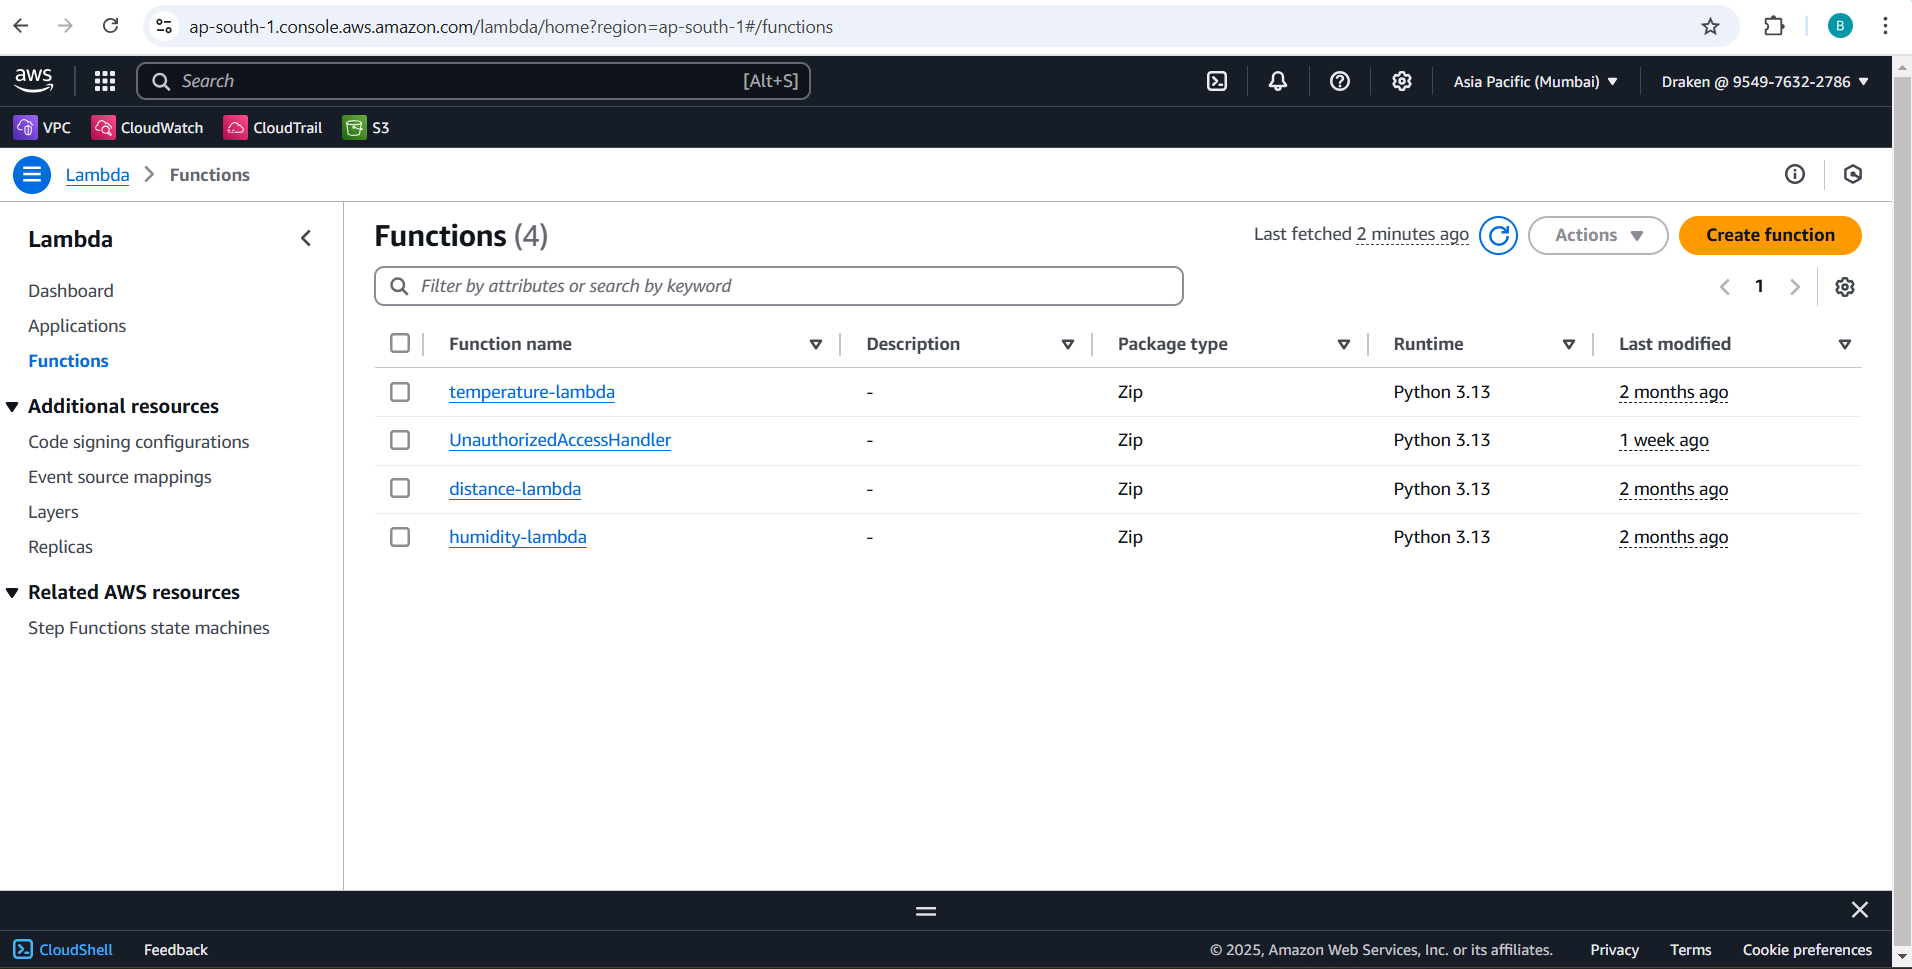 ap-south-1.console.aws.amazon.com/lambda/home?region=ap-south-1#/functions
B
aws
Search
[Alt+S]
Asia Pacific (Mumbai)
Draken @ 9549-7632-2786
VPC
CloudWatch
CloudTrail
S3
Lambda
Functions
Lambda
Dashboard
Applications
Functions
Additional resources
Code signing configurations
Event source mappings
Layers
Replicas
Related AWS resources
Step Functions state machines
Functions (4)
Last fetched 2 minutes ago
Actions
Create function
Filter by attributes or search by keyword
1
Function name Description Package type Runtime Last modified
temperature-lambda - Zip Python 3.13 2 months ago
UnauthorizedAccessHandler - Zip Python 3.13 1 week ago
distance-lambda - Zip Python 3.13 2 months ago
humidity-lambda - Zip Python 3.13 2 months ago
CloudShell
Feedback
© 2025, Amazon Web Services, Inc. or its affiliates.
Privacy
Terms
Cookie preferences